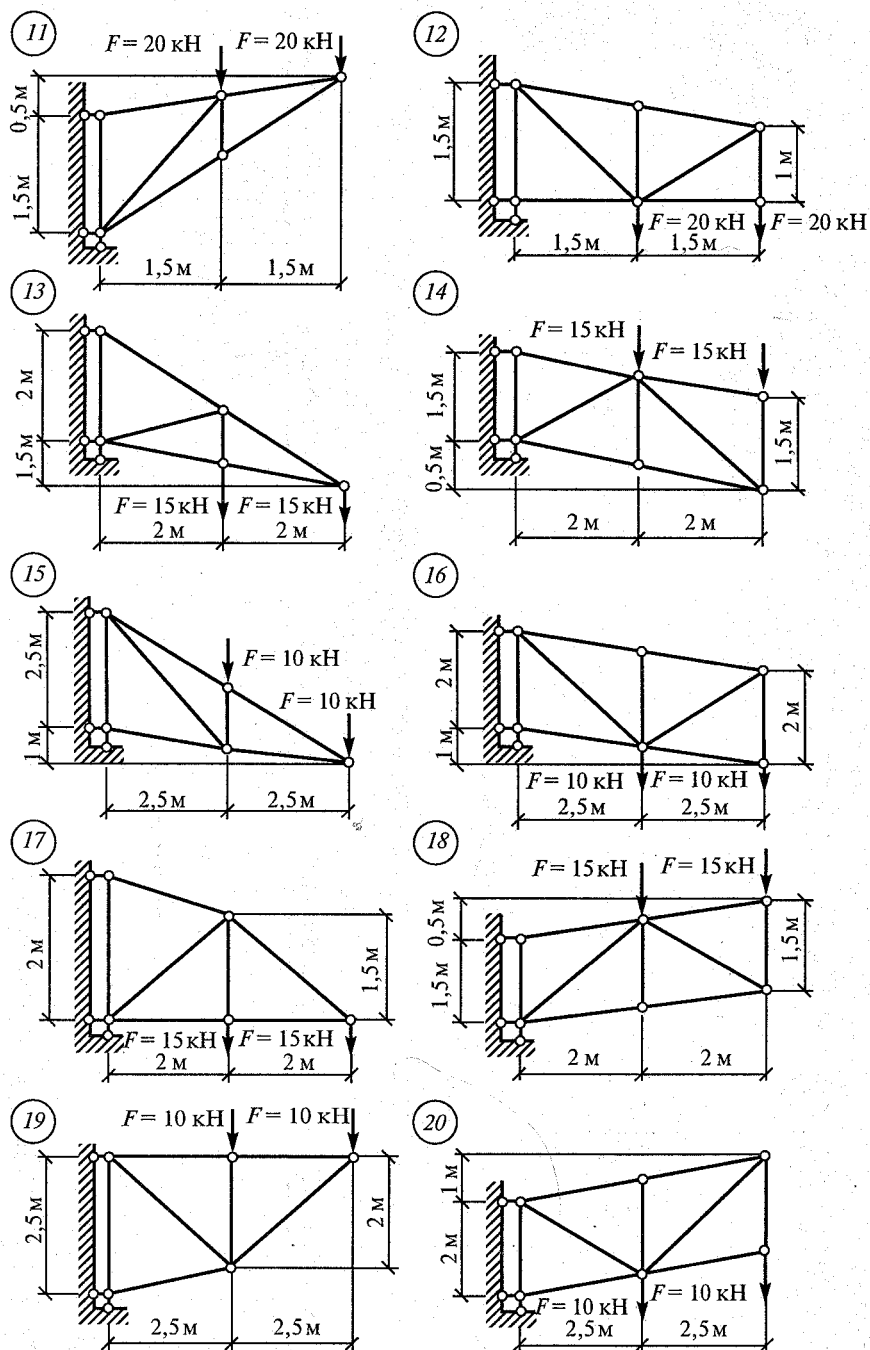 11
F = 20 кН F = 20 кН
0,5 м
1,5 м
1,5 м 1,5 м
12
1,5 м
1 м
F = 20 кН F = 20 кН
1,5 м 1,5 м
13
2 м
1,5 м
F = 15 кН F = 15 кН
2 м 2 м
14
F = 15 кН
F = 15 кН
1,5 м
0,5 м
1,5 м
2 м 2 м
15
2,5 м
1 м
F = 10 кН
F = 10 кН
2,5 м 2,5 м
16
2 м
1 м
2 м
F = 10 кН F = 10 кН
2,5 м 2,5 м
17
2 м
1,5 м
F = 15 кН F = 15 кН
2 м 2 м
18
F = 15 кН F = 15 кН
0,5 м
1,5 м
1,5 м
2 м 2 м
19
F = 10 кН F = 10 кН
2,5 м
2 м
2,5 м 2,5 м
20
1 м
2 м
F = 10 кН F = 10 кН
2,5 м 2,5 м